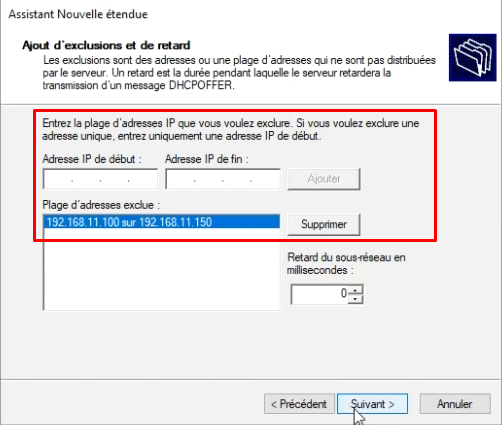 Assistant Nouvelle étendue
Ajout d'exclusions et de retard
Les exclusions sont des adresses ou une plage d'adresses qui ne sont pas distribuées
par le serveur. Un retard est la durée pendant laquelle le serveur retardera la
transmission d'un message DHCPOFFER.
Entrez la plage d'adresses IP que vous voulez exclure. Si vous voulez exclure une
adresse unique, entrez uniquement une adresse IP de début.
Adresse IP de début : Adresse IP de fin :
. . . . . . Ajouter
Plage d'adresses exclue :
192.168.11.100 sur 192.168.11.150 Supprimer
Retard du sous-réseau en
millisecondes :
0
< Précédent Suivant > Annuler